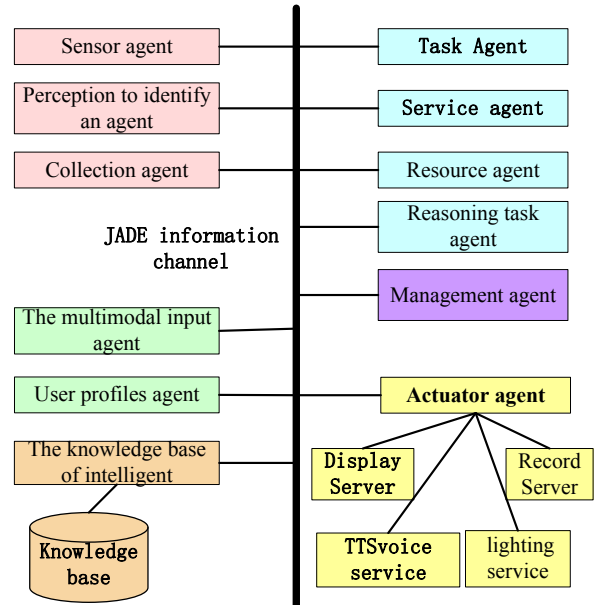 Sensor agent
Task Agent
Perception to identify
an agent
Service agent
Collection agent
Resource agent
Reasoning task
agent
JADE information
channel
Management agent
The multimodal input
agent
User profiles agent
Actuator agent
The knowledge base
of intelligent
Display
Server
Record
Server
Knowledge
base
TTSvoice
service
lighting
service